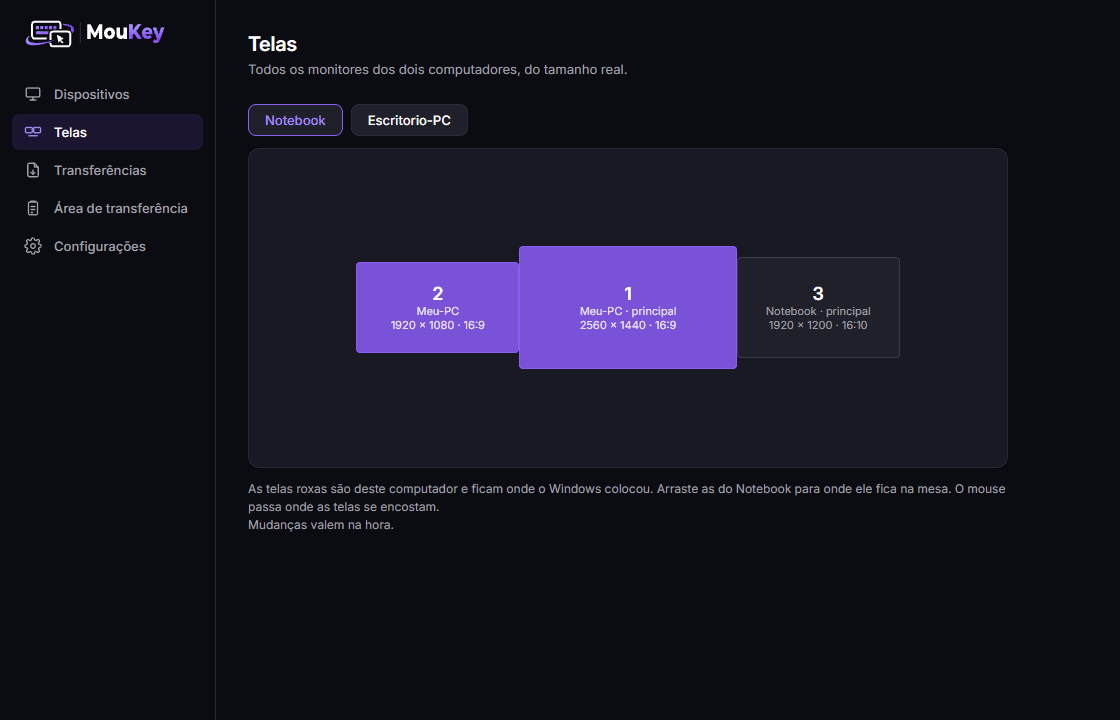 MouKey
Dispositivos
Telas
Transferências
Área de transferência
Configurações
Telas
Todos os monitores dos dois computadores, do tamanho real.
Notebook
Escritorio-PC
2
Meu-PC
1920 × 1080 · 16:9
1
Meu-PC · principal
2560 × 1440 · 16:9
3
Notebook · principal
1920 × 1200 · 16:10
As telas roxas são deste computador e ficam onde o Windows colocou. Arraste as do Notebook para onde ele fica na mesa. O mouse
passa onde as telas se encostam.
Mudanças valem na hora.